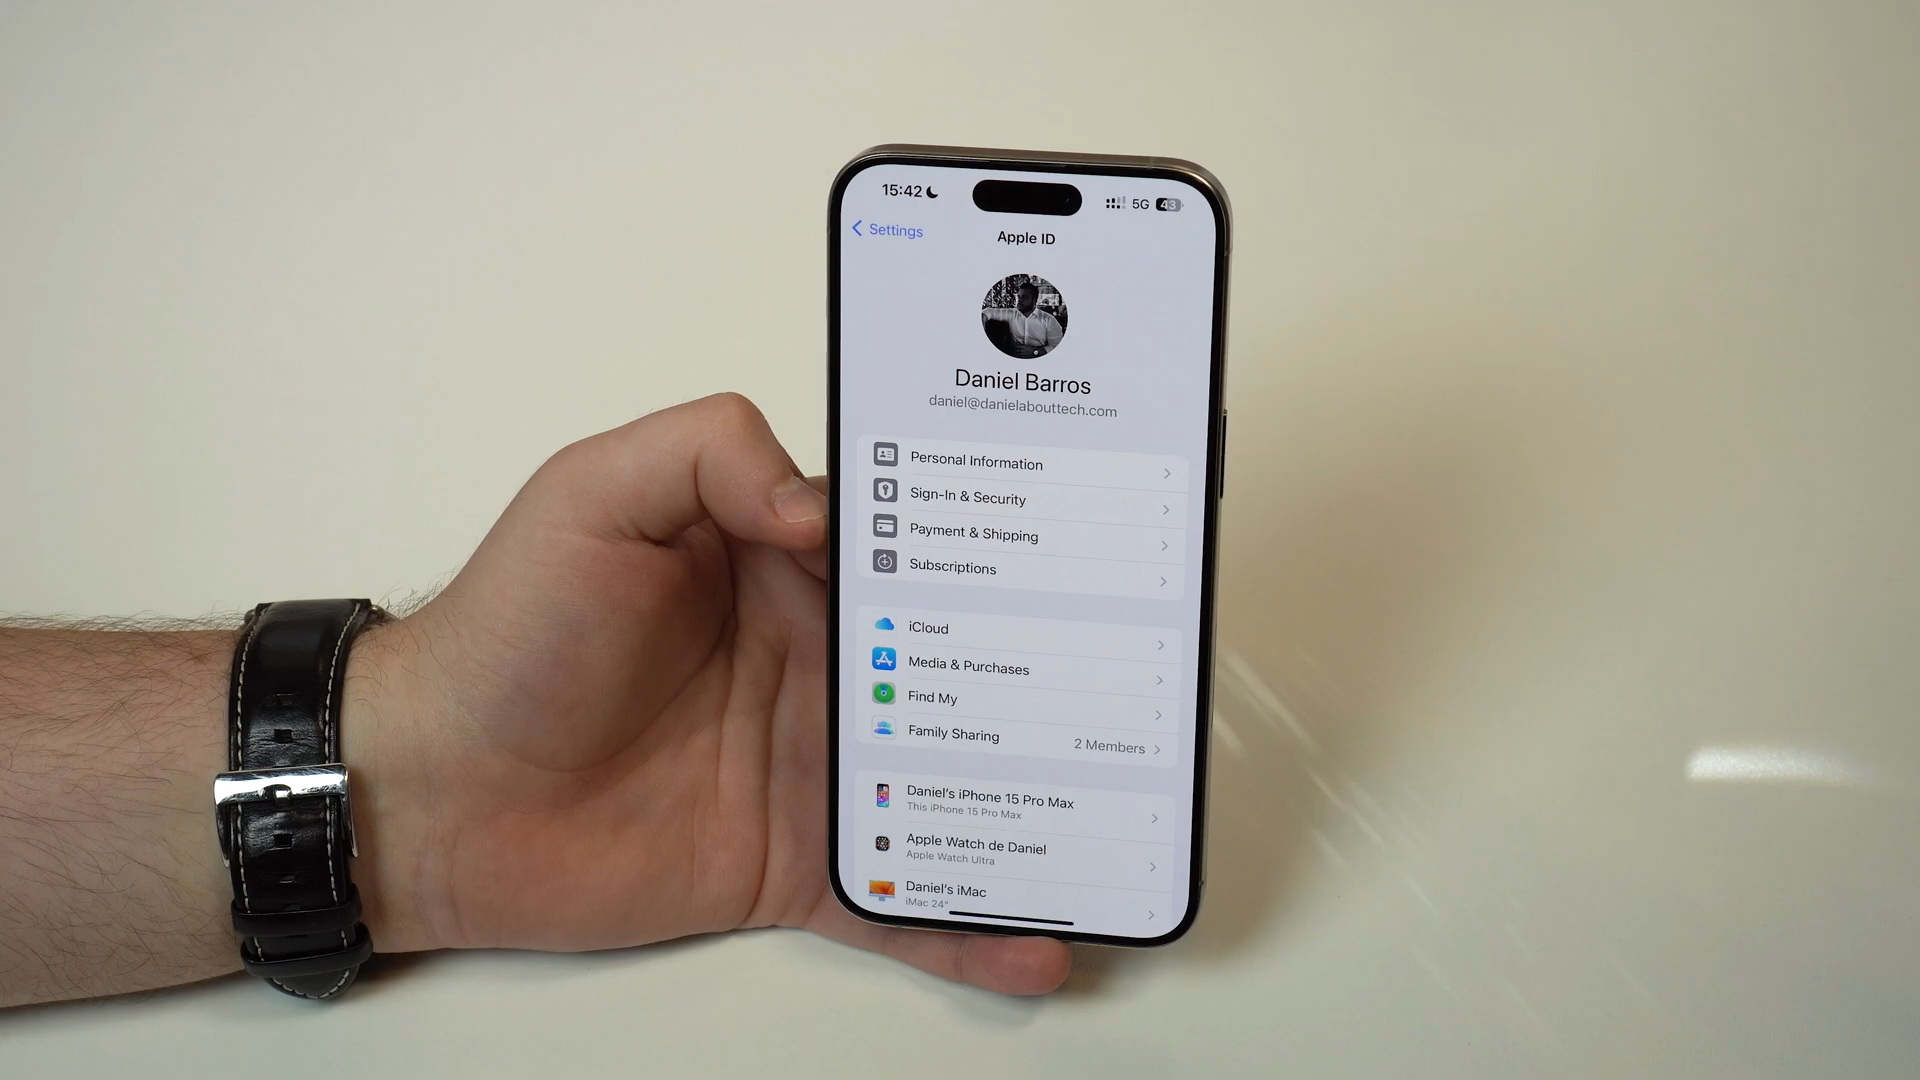 15:42 5G 43
Settings
Apple ID
Daniel Barros
daniel@danielabouttech.com
Personal Information
Sign-In & Security
Payment & Shipping
Subscriptions
iCloud
Media & Purchases
Find My
Family Sharing 2 Members
Daniel's iPhone 15 Pro Max
This iPhone 15 Pro Max
Apple Watch de Daniel
Apple Watch Ultra
Daniel's iMac
iMac 24"